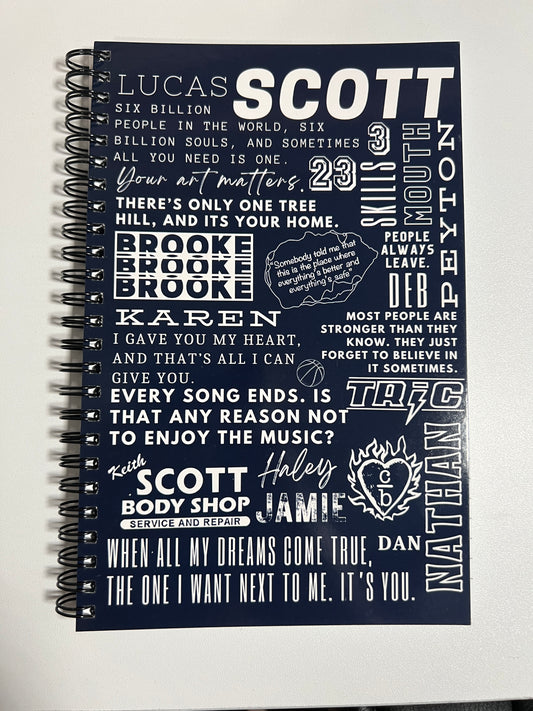 LUCAS SCOTT
SIX BILLION
PEOPLE IN THE WORLD, SIX
BILLION SOULS, AND SOMETIMES
ALL YOU NEED IS ONE.
Your art matters.
23
3
SKILLS
MOUTH
PEYTON
THERE'S ONLY ONE TREE
HILL, AND ITS YOUR HOME.
BROOKE
BROOKE
BROOKE
"Somebody told me that
this is the place where
everything's better and
everything's safe"
PEOPLE
ALWAYS
LEAVE.
DEB
KAREN
MOST PEOPLE ARE
STRONGER THAN THEY
KNOW. THEY JUST
FORGET TO BELIEVE IN
IT SOMETIMES.
I GAVE YOU MY HEART,
AND THAT'S ALL I CAN
GIVE YOU.
TRIC
EVERY SONG ENDS. IS
THAT ANY REASON NOT
TO ENJOY THE MUSIC?
Keith
SCOTT
BODY SHOP
SERVICE AND REPAIR
Haley
JAMIE
c
b
NATHAN
DAN
WHEN ALL MY DREAMS COME TRUE,
THE ONE I WANT NEXT TO ME. IT'S YOU.